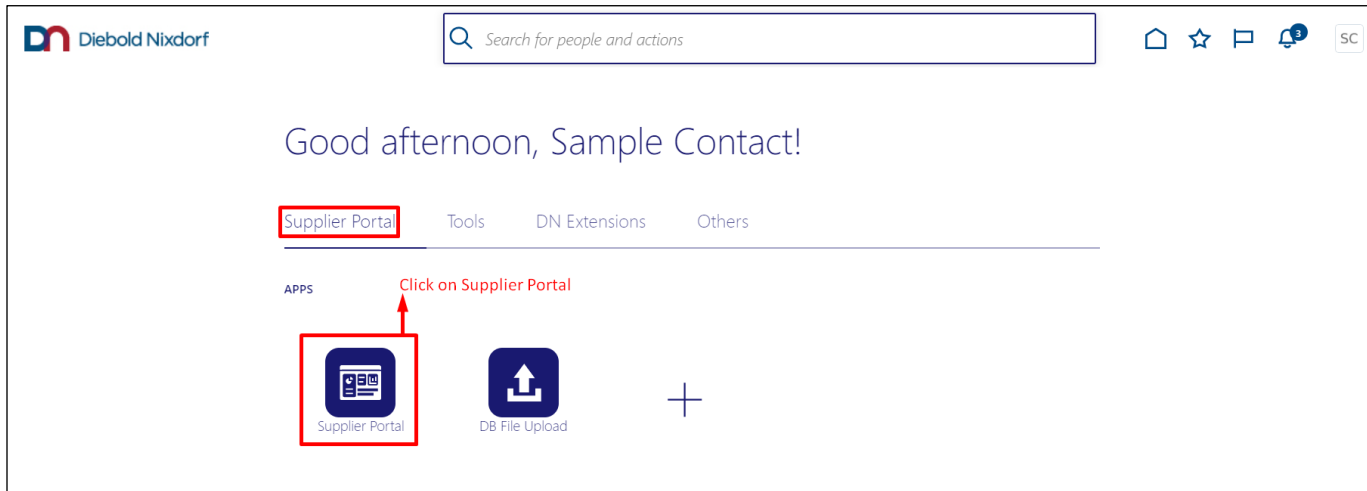 Diebold Nixdorf
Search for people and actions
3
SC
Good afternoon, Sample Contact!
Supplier Portal Tools DN Extensions Others
APPS
Click on Supplier Portal
Supplier Portal DB File Upload